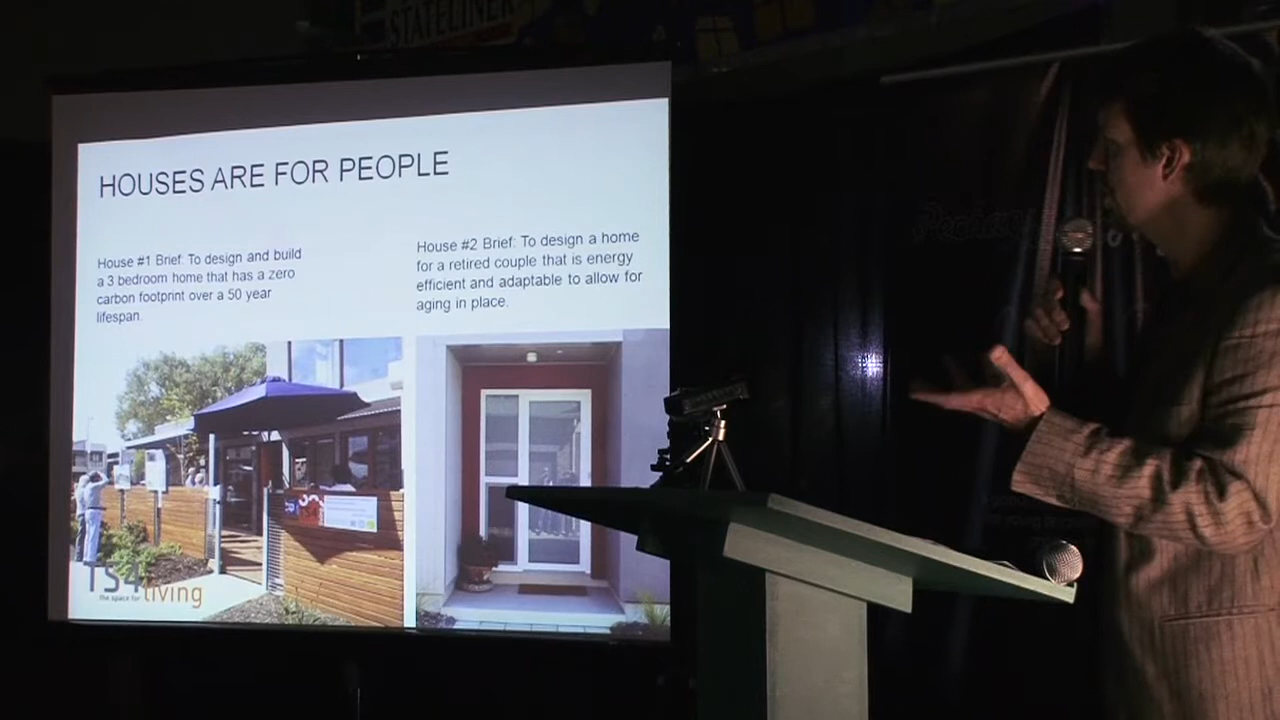 STATELINER
HOUSES ARE FOR PEOPLE
House #1 Brief: To design and build
a 3 bedroom home that has a zero
carbon footprint over a 50 year
lifespan.
House #2 Brief: To design a home
for a retired couple that is energy
efficient and adaptable to allow for
aging in place.
TS4living
the space for